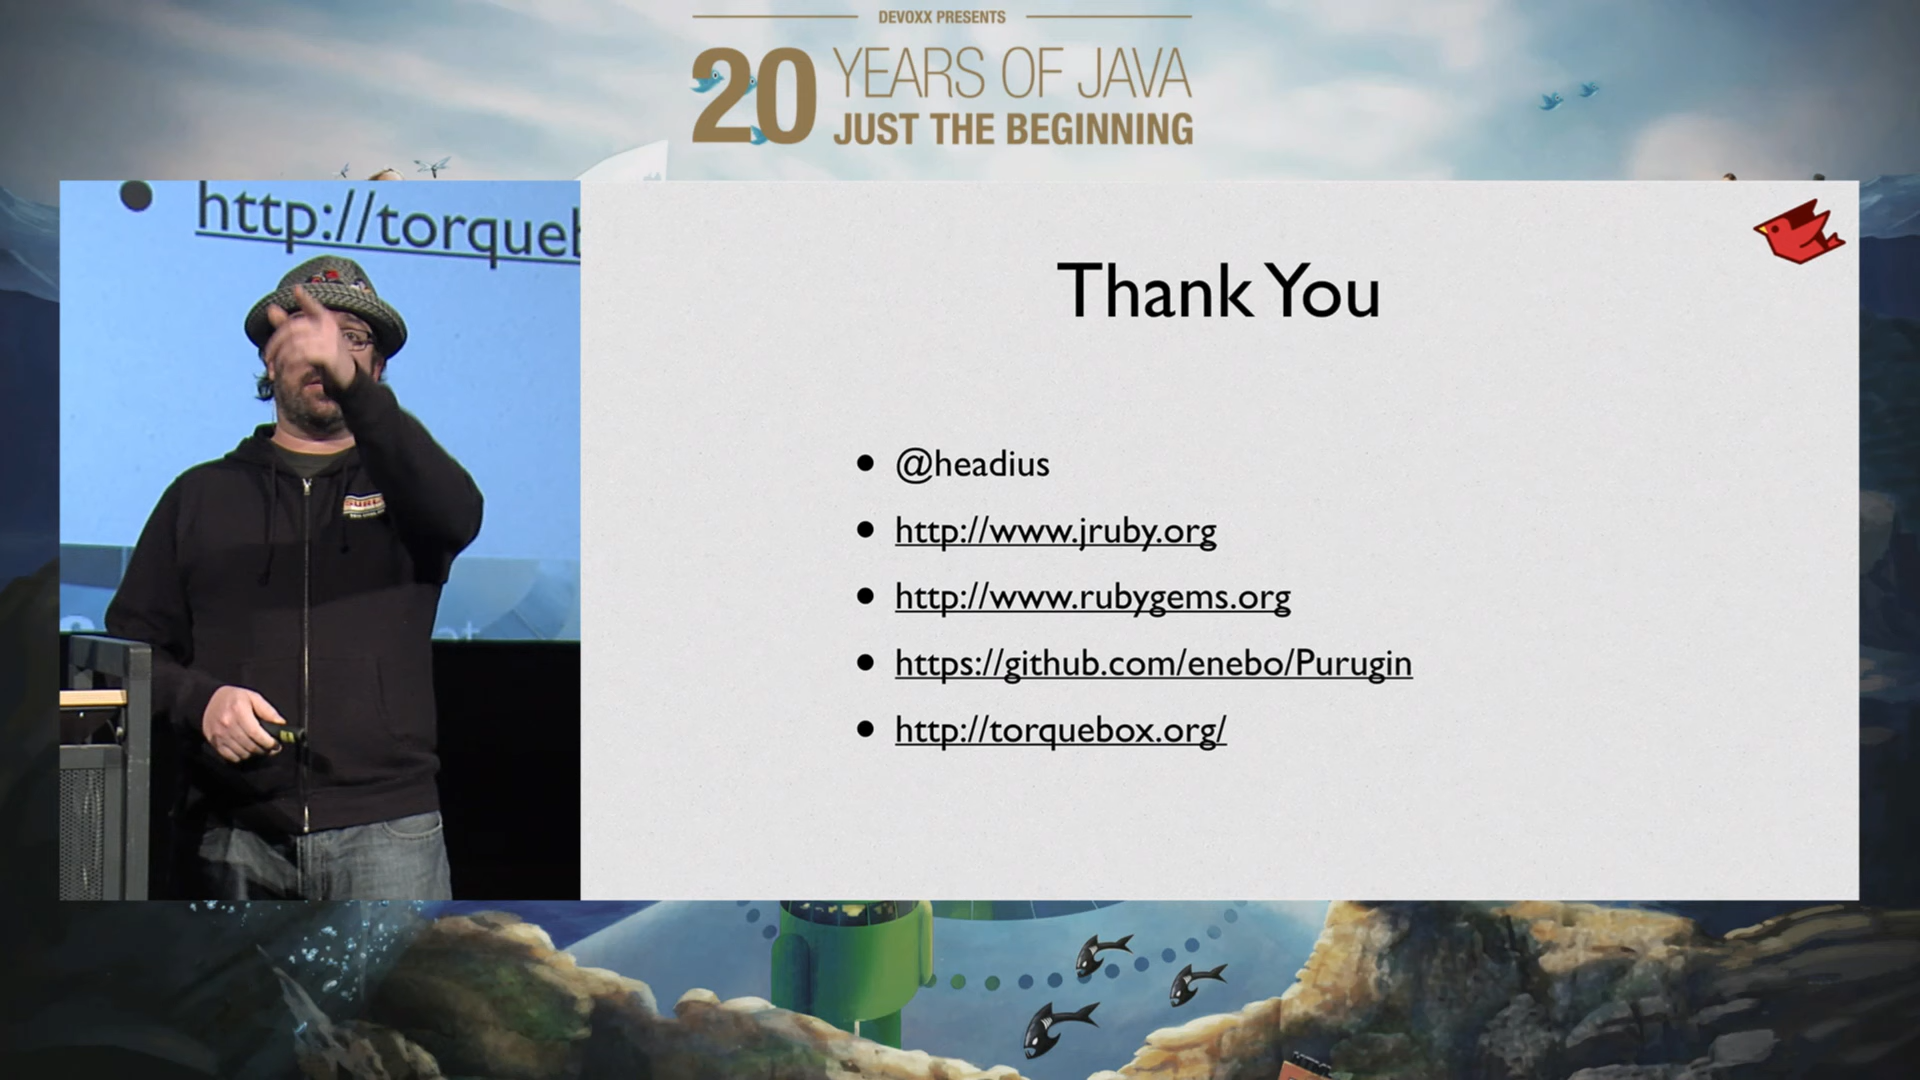 DEVOXX PRESENTS
20 YEARS OF JAVA
JUST THE BEGINNING
http://torqueb
Thank You
• @headius
• http://www.jruby.org
• http://www.rubygems.org
• https://github.com/enebo/Purugin
• http://torquebox.org/